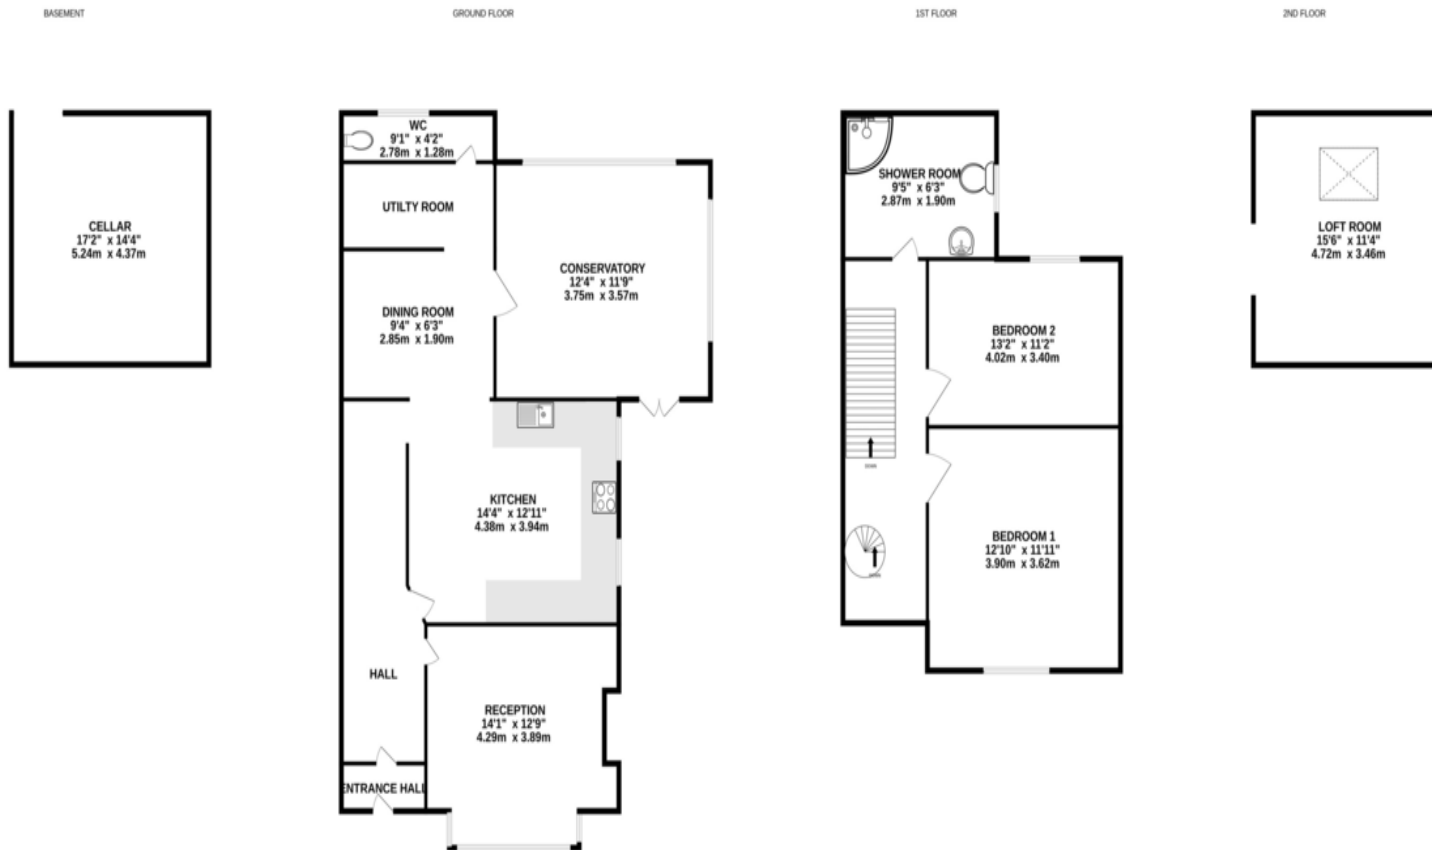 BASEMENT
GROUND FLOOR
1ST FLOOR
2ND FLOOR
CELLAR
17'2" x 14'4"
5.24m x 4.37m
WC
9'1" x 4'2"
2.78m x 1.28m
UTILTY ROOM
DINING ROOM
9'4" x 6'3"
2.85m x 1.90m
CONSERVATORY
12'4" x 11'9"
3.75m x 3.57m
KITCHEN
14'4" x 12'11"
4.38m x 3.94m
HALL
RECEPTION
14'1" x 12'9"
4.29m x 3.89m
ENTRANCE HALL
SHOWER ROOM
9'5" x 6'3"
2.87m x 1.90m
BEDROOM 2
13'2" x 11'2"
4.02m x 3.40m
DOWN
BEDROOM 1
12'10" x 11'11"
3.90m x 3.62m
DOWN
LOFT ROOM
15'6" x 11'4"
4.72m x 3.46m